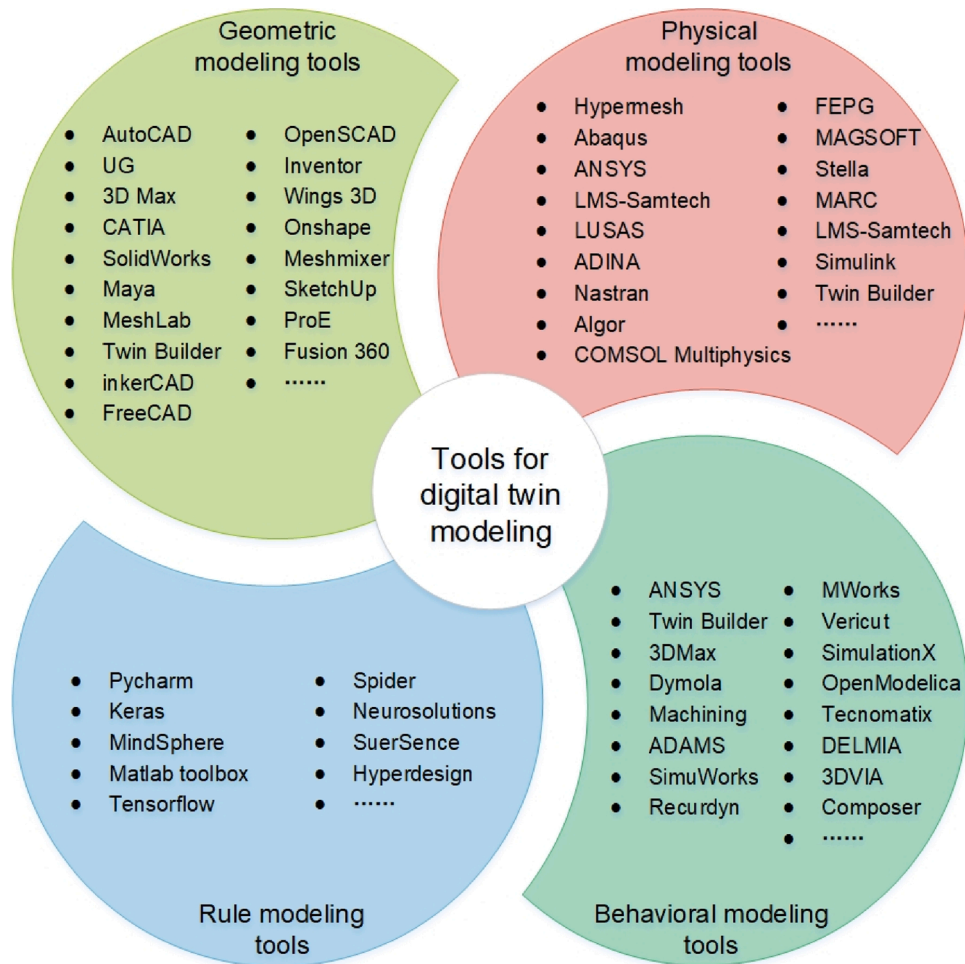 Geometric
modeling tools
● AutoCAD
● UG
● 3D Max
● CATIA
● SolidWorks
● Maya
● MeshLab
● Twin Builder
● inkerCAD
● FreeCAD
● OpenSCAD
● Inventor
● Wings 3D
● Onshape
● Meshmixer
● SketchUp
● ProE
● Fusion 360
● ······
Physical
modeling tools
● Hypermesh
● Abaqus
● ANSYS
● LMS-Samtech
● LUSAS
● ADINA
● Nastran
● Algor
● COMSOL Multiphysics
● FEPG
● MAGSOFT
● Stella
● MARC
● LMS-Samtech
● Simulink
● Twin Builder
● ······
Tools for
digital twin
modeling
● Pycharm
● Keras
● MindSphere
● Matlab toolbox
● Tensorflow
● Spider
● Neurosolutions
● SuerSence
● Hyperdesign
● ······
Rule modeling
tools
● ANSYS
● Twin Builder
● 3DMax
● Dymola
● Machining
● ADAMS
● SimuWorks
● Recurdyn
● MWorks
● Vericut
● SimulationX
● OpenModelica
● Tecnomatix
● DELMIA
● 3DVIA
● Composer
● ······
Behavioral modeling
tools